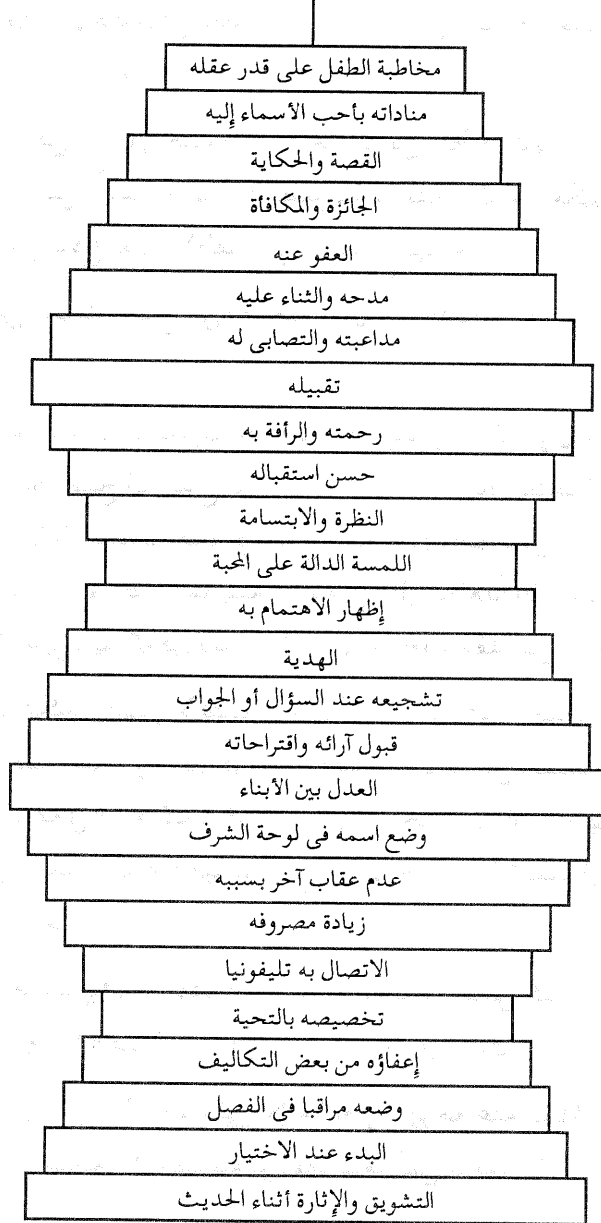 مخاطبة الطفل على قدر عقله
مناداته بأحب الأسماء إليه
القصة والحكاية
الجائزة والمكافأة
العفو عنه
مدحه والثناء عليه
مداعبته والتصابى له
تقبيله
رحمته والرأفة به
حسن استقباله
النظرة والابتسامة
اللمسة الدالة على المحبة
إظهار الاهتمام به
الهدية
تشجيعه عند السؤال أو الجواب
قبول آرائه واقتراحاته
العدل بين الأبناء
وضع اسمه فى لوحة الشرف
عدم عقاب آخر بسببه
زيادة مصروفه
الاتصال به تليفونيا
تخصيصه بالتحية
إعفاؤه من بعض التكاليف
وضعه مراقبا فى الفصل
البدء عند الاختيار
التشويق والإثارة أثناء الحديث